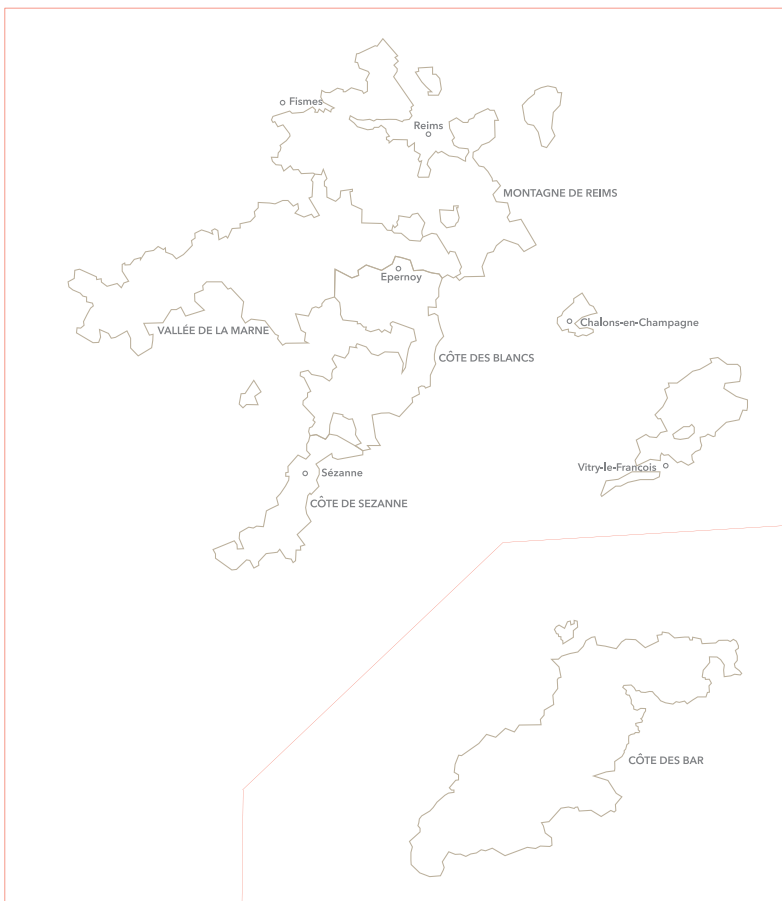 Fismes
Reims
MONTAGNE DE REIMS
Epernoy
Chalons-en-Champagne
VALLÉE DE LA MARNE
CÔTE DES BLANCS
Vitry-le-Francois
Sézanne
CÔTE DE SEZANNE
CÔTE DES BAR